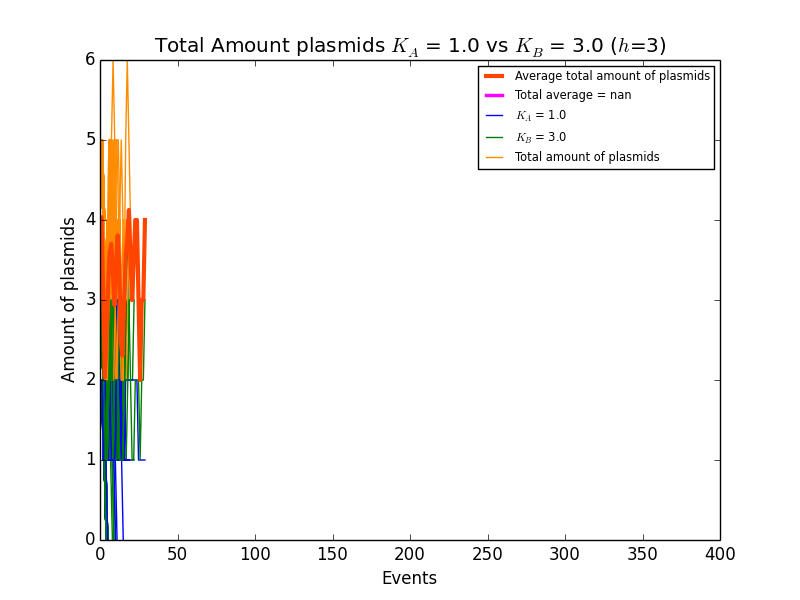 Total Amount plasmids K_A = 1.0 vs K_B = 3.0 (h=3)
Average total amount of plasmids
Total average = nan
K_A = 1.0
K_B = 3.0
Total amount of plasmids
Amount of plasmids
6
5
4
3
2
1
0
0 50 100 150 200 250 300 350 400
Events